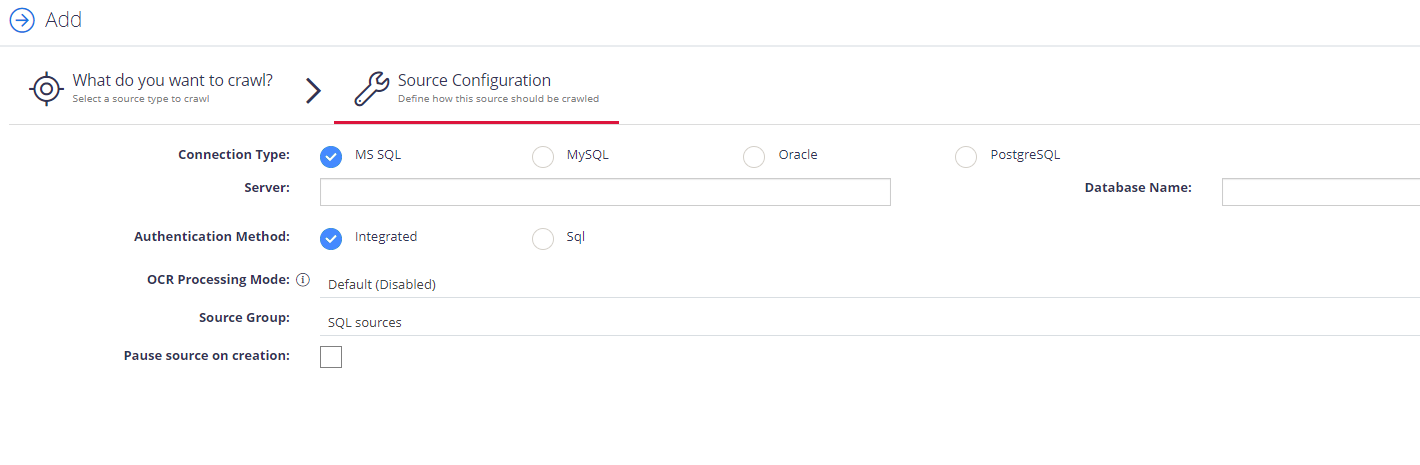 Add
What do you want to crawl?
Select a source type to crawl
Source Configuration
Define how this source should be crawled
Connection Type: MS SQL MySQL Oracle PostgreSQL
Server: Database Name:
Authentication Method: Integrated Sql
OCR Processing Mode: Default (Disabled)
Source Group: SQL sources
Pause source on creation: